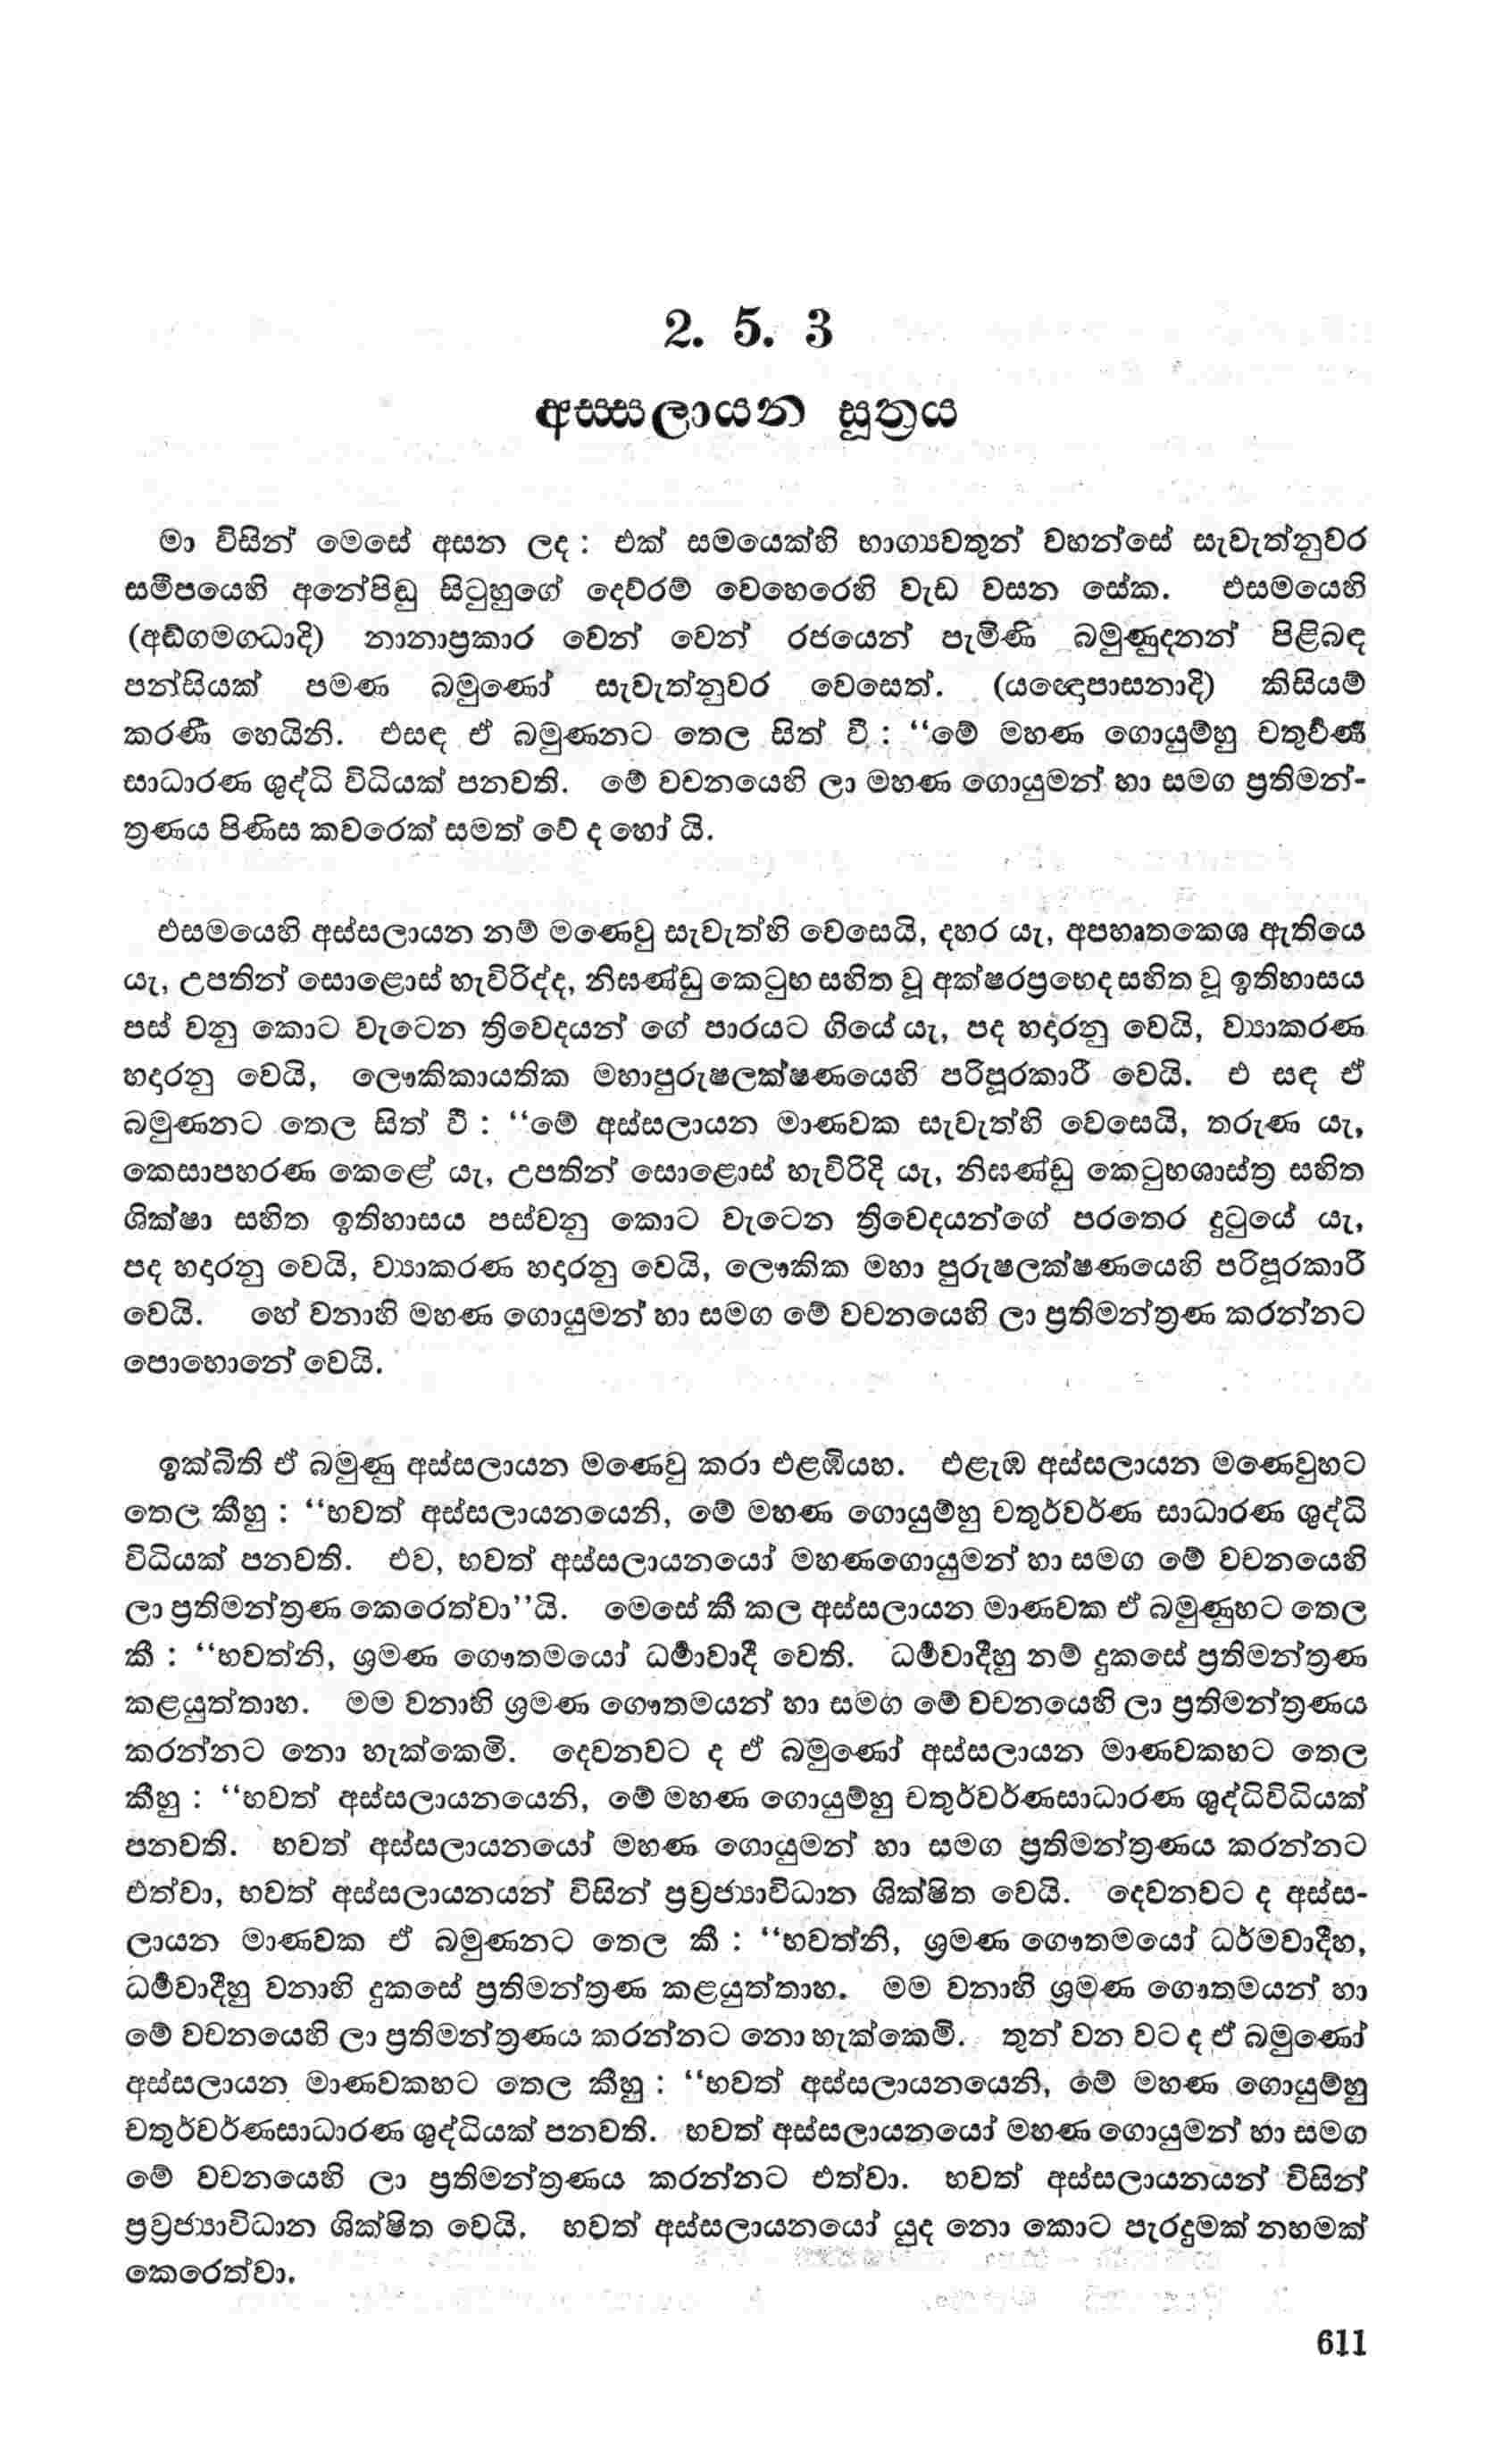 2. 5. 3
අස්සලායන සූත්‍රය
මා විසින් මෙසේ අසන ලද : එක් සමයෙක්හි භාග්‍යවතුන් වහන්සේ සැවැත්නුවර
සමීපයෙහි අනේපිඬු සිටුහුගේ දෙව්රම් වෙහෙරෙහි වැඩ වසන සේක. එසමයෙහි
(අඞ්ගමගධාදි) නානාප්‍රකාර වෙන් වෙන් රජයෙන් පැමිණි බමුණුදනන් පිළිබඳ
පන්සියක් පමණ බමුණෝ සැවැත්නුවර වෙසෙත්. (යඥොපාසනාදි) කිසියම්
කරණී හෙයිනි. එසඳ ඒ බමුණනට තෙල සිත් වී : “මේ මහණ ගොයුම්හු චතුර්‍වර්‍ණ
සාධාරණ ශුද්ධි විධියක් පනවති. මේ වචනයෙහි ලා මහණ ගොයුමන් හා සමග ප්‍රතිමන්-
ත්‍රණය පිණිස කවරෙක් සමත් වේ ද හෝ යි.
එසමයෙහි අස්සලායන නම් මණෙවු සැවැත්හි වෙසෙයි, දහර යැ, අපහෘතකෙශ ඇතියෙ
යැ, උපතින් සොළොස් හැවිරිද්ද, නිඝණ්ඩු කෙටුභ සහිත වූ අක්ෂරප්‍රභෙද සහිත වූ ඉතිහාසය
පස් වනු කොට වැටෙන ත්‍රිවෙදයන් ගේ පාරයට ගියේ යැ, පද හදාරනු වෙයි, ව්‍යාකරණ
හදාරනු වෙයි, ලෞකිකායතික මහාපුරුෂලක්ෂණයෙහි පරිපූරකාරී වෙයි. එ සඳ ඒ
බමුණනට තෙල සිත් වී : “මේ අස්සලායන මාණවක සැවැත්හි වෙසෙයි, තරුණ යැ,
කෙසාපහරණ කෙළේ යැ, උපතින් සොළොස් හැවිරිදි යැ, නිඝණ්ඩු කෙටුභශාස්ත්‍ර සහිත
ශික්ෂා සහිත ඉතිහාසය පස්වනු කොට වැටෙන ත්‍රිවෙදයන්ගේ පරතෙර දුටුයේ යැ,
පද හදාරනු වෙයි, ව්‍යාකරණ හදාරනු වෙයි, ලෞකික මහා පුරුෂලක්ෂණයෙහි පරිපූරකාරී
වෙයි. හේ වනාහි මහණ ගොයුමන් හා සමග මේ වචනයෙහි ලා ප්‍රතිමන්ත්‍රණ කරන්නට
පොහොනේ වෙයි.
ඉක්බිති ඒ බමුණු අස්සලායන මණෙවු කරා එළඹියහ. එළැඹ අස්සලායන මණෙවුහට
තෙල කීහු : “භවත් අස්සලායනයෙනි, මේ මහණ ගොයුම්හු චතුර්වර්ණ සාධාරණ ශුද්ධි
විධියක් පනවති. එව, භවත් අස්සලායනයෝ මහණගොයුමන් හා සමග මේ වචනයෙහි
ලා ප්‍රතිමන්ත්‍රණ කෙරෙත්වා”යි. මෙසේ කී කල අස්සලායන මාණවක ඒ බමුණුහට තෙල
කී : “භවත්නි, ශ්‍රමණ ගෞතමයෝ ධර්‍මාවාදී වෙති. ධර්‍මවාදීහු නම් දුකසේ ප්‍රතිමන්ත්‍රණ
කළයුත්තාහ. මම වනාහි ශ්‍රමණ ගෞතමයන් හා සමග මේ වචනයෙහි ලා ප්‍රතිමන්ත්‍රණය
කරන්නට නො හැක්කෙමි. දෙවනවට ද ඒ බමුණෝ අස්සලායන මාණවකහට තෙල
කීහු : “භවත් අස්සලායනයෙනි, මේ මහණ ගොයුම්හු චතුර්වර්ණසාධාරණ ශුද්ධිවිධියක්
පනවති. භවත් අස්සලායනයෝ මහණ ගොයුමන් හා සමග ප්‍රතිමන්ත්‍රණය කරන්නට
එත්වා, භවත් අස්සලායනයන් විසින් ප්‍රව්‍රජ්‍යාවිධාන ශික්ෂිත වෙයි. දෙවනවට ද අස්ස-
ලායන මාණවක ඒ බමුණනට තෙල කී : “භවත්නි, ශ්‍රමණ ගෞතමයෝ ධර්මවාදීහ,
ධර්‍මවාදීහු වනාහි දුකසේ ප්‍රතිමන්ත්‍රණ කළයුත්තාහ. මම වනාහි ශ්‍රමණ ගෞතමයන් හා
මේ වචනයෙහි ලා ප්‍රතිමන්ත්‍රණය කරන්නට නො හැක්කෙමි. තුන් වන වට ද ඒ බමුණෝ
අස්සලායන මාණවකහට තෙල කීහු : “භවත් අස්සලායනයෙනි, මේ මහණ ගොයුම්හු
චතුර්වර්ණසාධාරණ ශුද්ධියක් පනවති. භවත් අස්සලායනයෝ මහණ ගොයුමන් හා සමග
මේ වචනයෙහි ලා ප්‍රතිමන්ත්‍රණය කරන්නට එත්වා. භවත් අස්සලායනයන් විසින්
ප්‍රව්‍රජ්‍යාවිධාන ශික්ෂිත වෙයි. භවත් අස්සලායනයෝ යුද නො කොට පැරදුමක් නහමක්
කෙරෙත්වා.
611